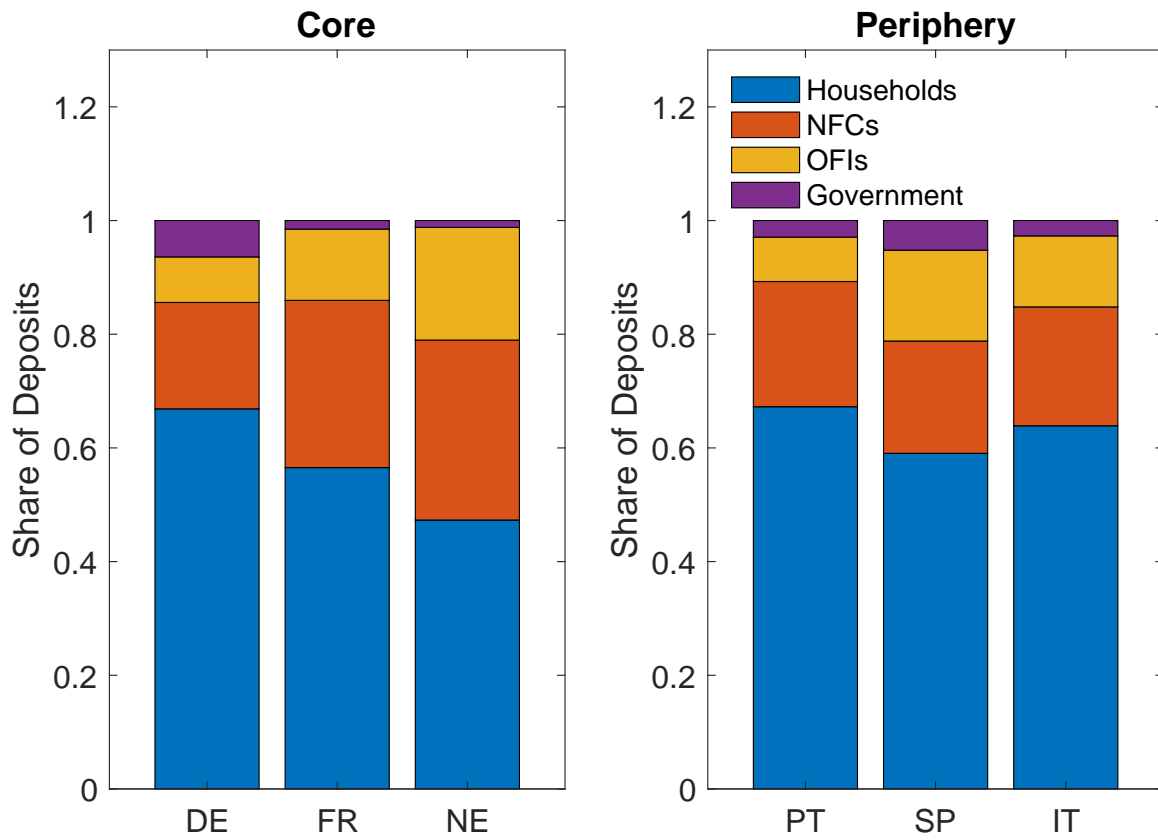 Core
Share of Deposits
1.2
1
0.8
0.6
0.4
0.2
0
DE FR NE
Periphery
Households
NFCs
OFIs
Government
Share of Deposits
1.2
1
0.8
0.6
0.4
0.2
0
PT SP IT